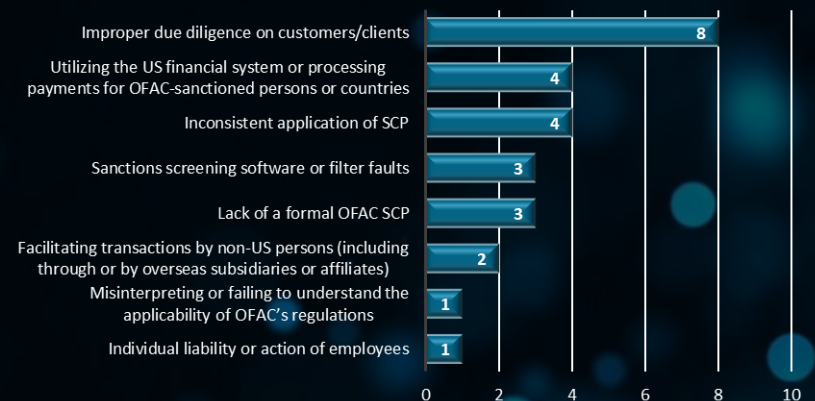 Improper due diligence on customers/clients
8
Utilizing the US financial system or processing
payments for OFAC-sanctioned persons or countries
4
Inconsistent application of SCP
4
Sanctions screening software or filter faults
3
Lack of a formal OFAC SCP
3
Facilitating transactions by non-US persons (including
through or by overseas subsidiaries or affiliates)
2
Misinterpreting or failing to understand the
applicability of OFAC’s regulations
1
Individual liability or action of employees
1
0 2 4 6 8 10